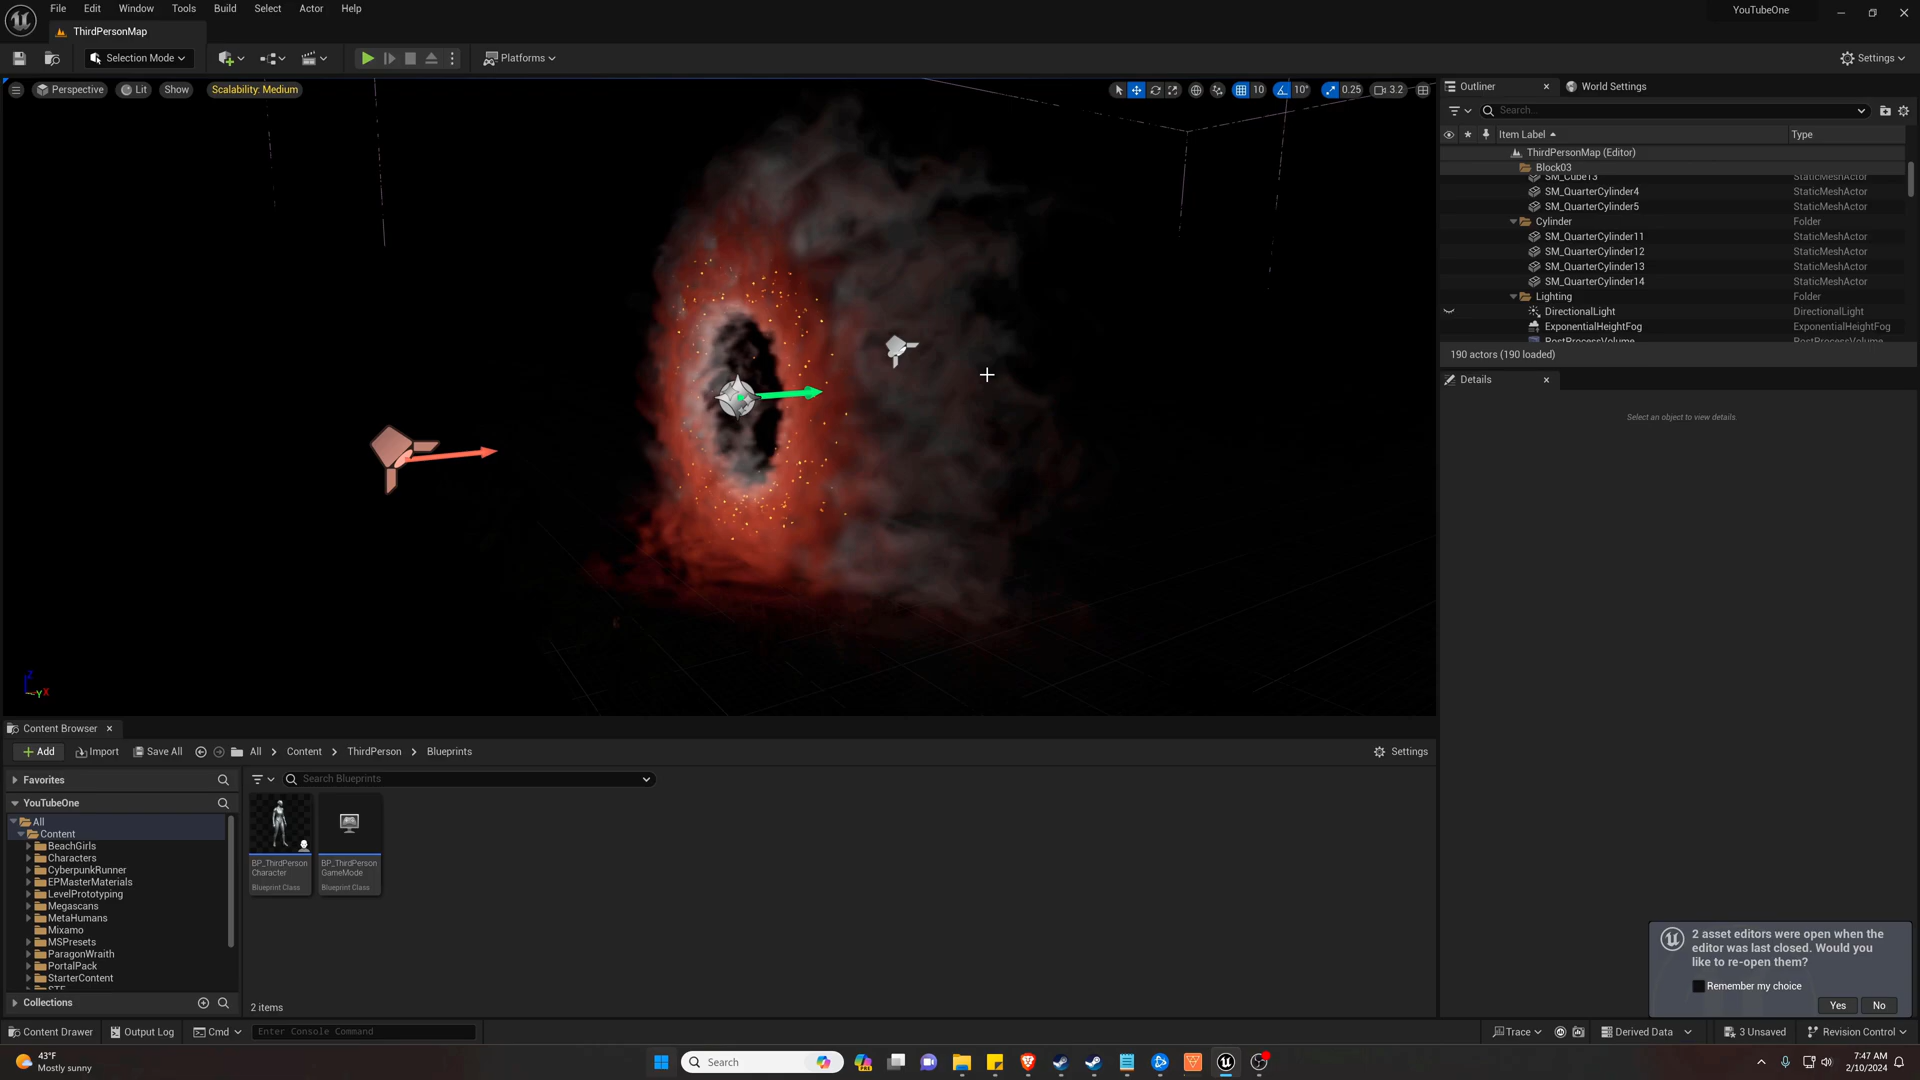 File Edit Window Tools Build Select Actor Help
YouTubeOne
ThirdPersonMap
Selection Mode
Platforms
Settings
Perspective
Lit
Show
Scalability: Medium
10
10°
0.25
3.2
Outliner
World Settings
Search...
Item Label
Type
ThirdPersonMap (Editor)
Block03
SM_Cube13 StaticMeshActor
SM_QuarterCylinder4 StaticMeshActor
SM_QuarterCylinder5 StaticMeshActor
Cylinder Folder
SM_QuarterCylinder11 StaticMeshActor
SM_QuarterCylinder12 StaticMeshActor
SM_QuarterCylinder13 StaticMeshActor
SM_QuarterCylinder14 StaticMeshActor
Lighting Folder
DirectionalLight DirectionalLight
ExponentialHeightFog ExponentialHeightFog
PostProcessVolume PostProcessVolume
190 actors (190 loaded)
Details
Select an object to view details.
Z
Y X
Content Browser
Add
Import
Save All
All > Content > ThirdPerson > Blueprints
Settings
Favorites
Search Blueprints
YouTubeOne
All
Content
BeachGirls
Characters
CyberpunkRunner
EPMasterMaterials
LevelPrototyping
Megascans
MetaHumans
Mixamo
MSPresets
ParagonWraith
PortalPack
StarterContent
Collections
BP_ThirdPerson
Character
Blueprint Class
BP_ThirdPerson
GameMode
Blueprint Class
2 items
2 asset editors were open when the
editor was last closed. Would you
like to re-open them?
Remember my choice
Yes
No
Content Drawer
Output Log
Cmd
Enter Console Command
Trace
Derived Data
3 Unsaved
Revision Control
43°F
Mostly sunny
Search
7:47 AM
2/10/2024